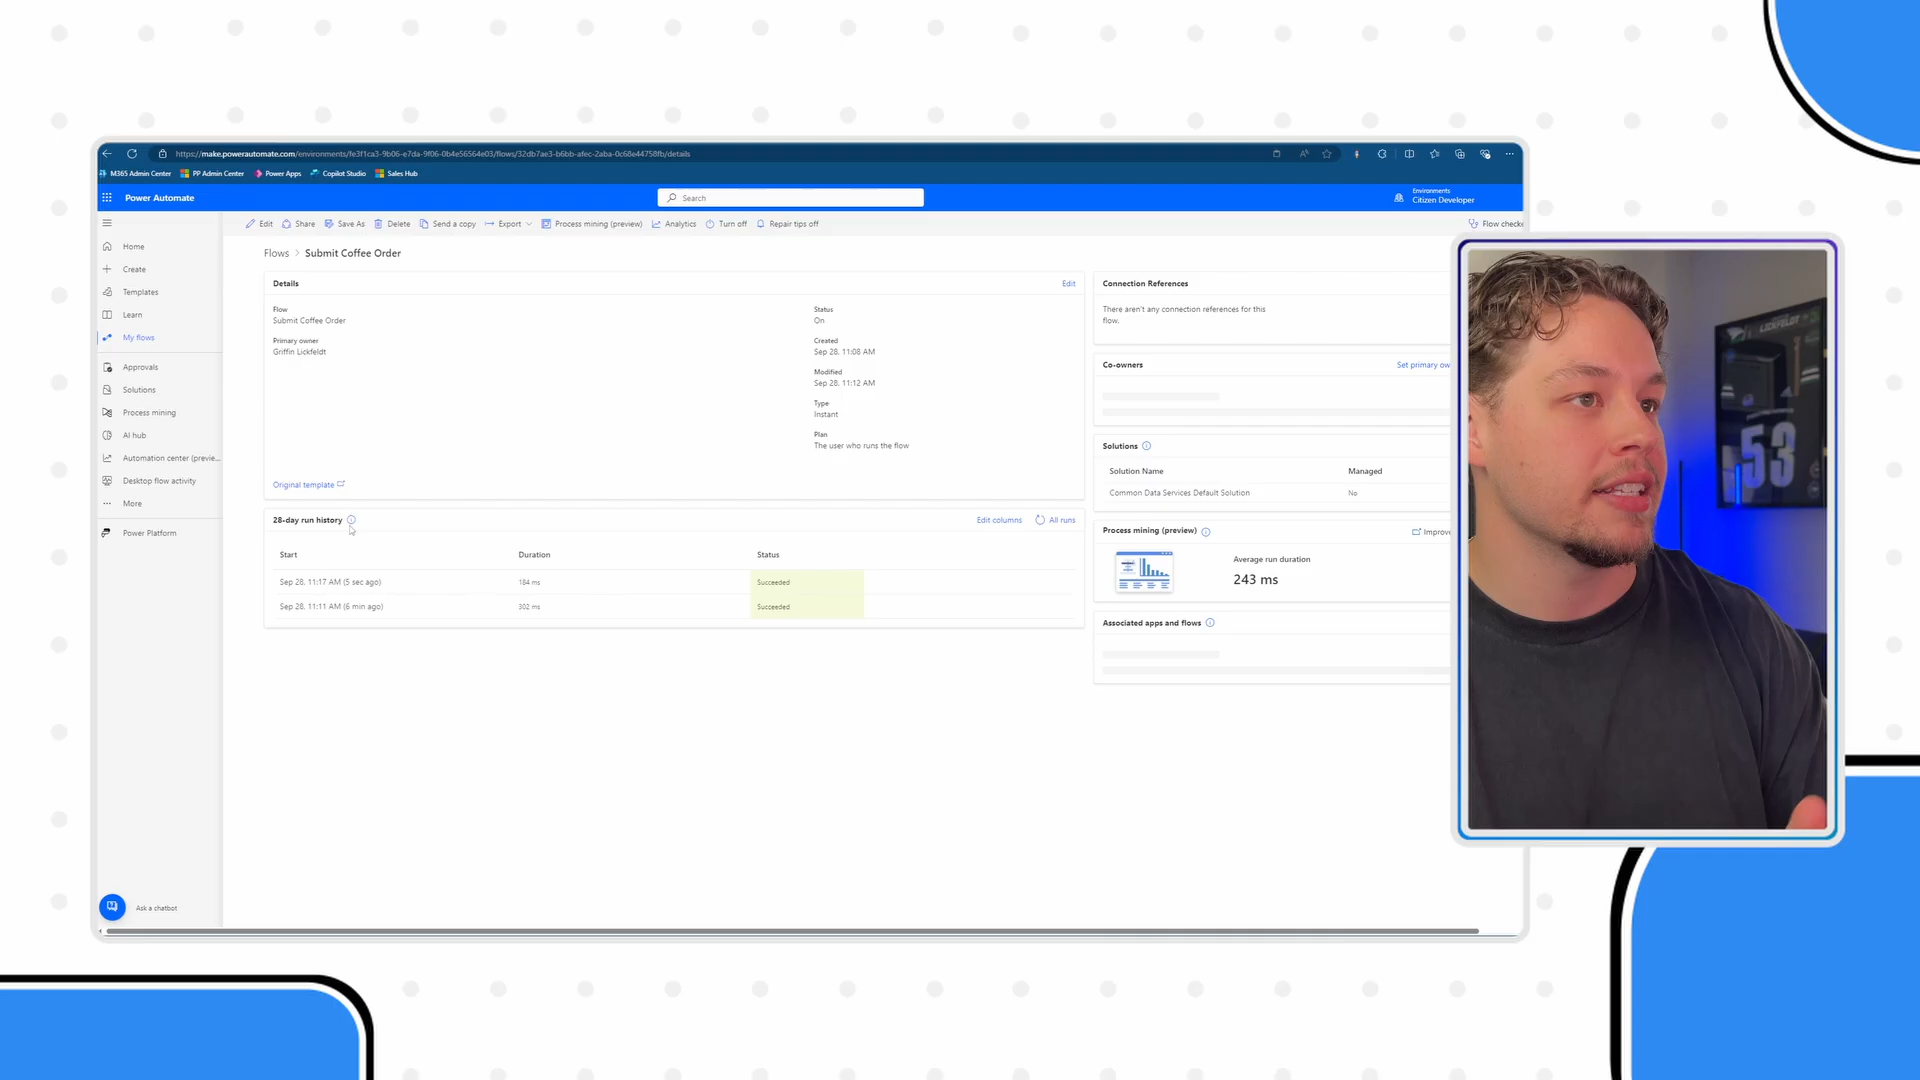 https://make.powerautomate.com/environments/fe3f1ca3-9b06-e7da-9f06-0b4e56564e03/flows/32db7ae3-b6bb-afec-2aba-0c68e44758fb/details
M365 Admin Center PP Admin Center Power Apps Copilot Studio Sales Hub
Power Automate
Search
Environments
Citizen Developer
Edit Share Save As Delete Send a copy Export Process mining (preview) Analytics Turn off Repair tips off
Flow checke
Home
Create
Templates
Learn
My flows
Approvals
Solutions
Process mining
AI hub
Automation center (previe...
Desktop flow activity
More
Power Platform
Ask a chatbot
Flows > Submit Coffee Order
Details
Edit
Flow
Submit Coffee Order
Primary owner
Griffin Lickfeldt
Status
On
Created
Sep 28, 11:08 AM
Modified
Sep 28, 11:12 AM
Type
Instant
Plan
The user who runs the flow
Original template
28-day run history
Edit columns All runs
Start Duration Status
Sep 28, 11:17 AM (5 sec ago) 184 ms Succeeded
Sep 28, 11:11 AM (6 min ago) 302 ms Succeeded
Connection References
There aren't any connection references for this
flow.
Co-owners
Set primary ow
Solutions
Solution Name Managed
Common Data Services Default Solution No
Process mining (preview)
Improve
Average run duration
243 ms
Associated apps and flows
LICKFELDT
53